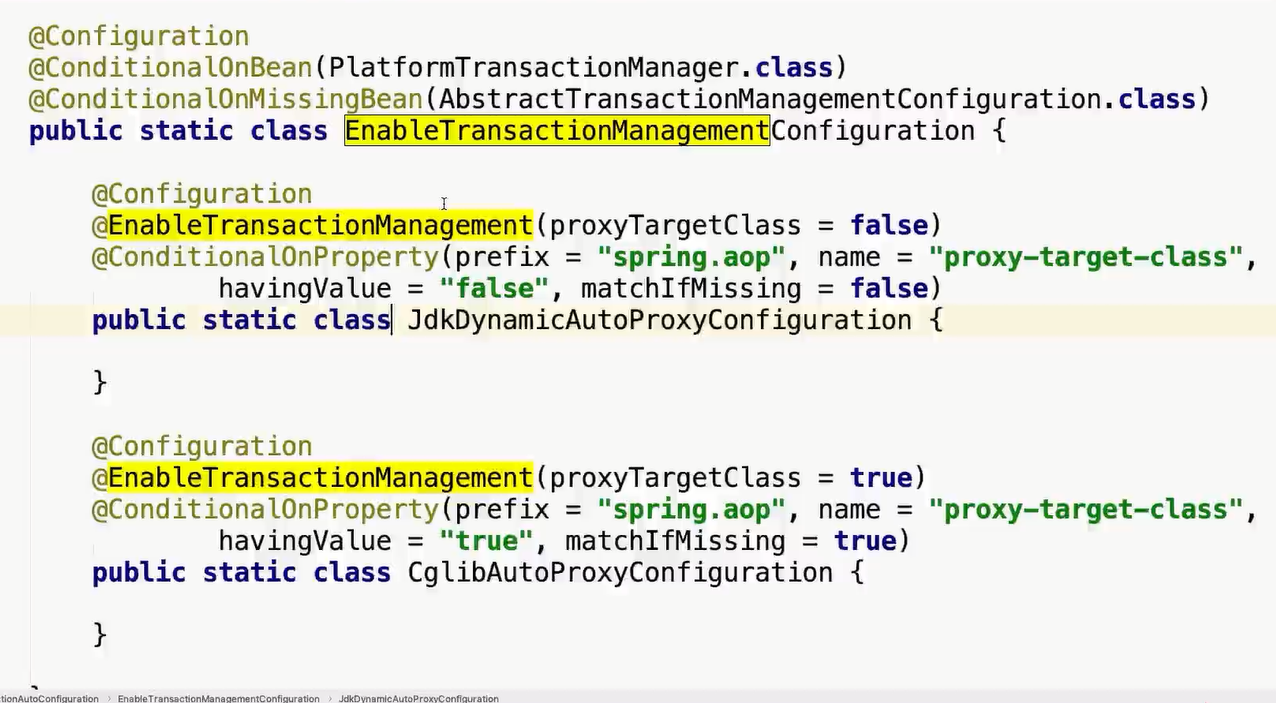 @Configuration
@ConditionalOnBean(PlatformTransactionManager.class)
@ConditionalOnMissingBean(AbstractTransactionManagementConfiguration.class)
public static class EnableTransactionManagementConfiguration {
@Configuration
@EnableTransactionManagement(proxyTargetClass = false)
@ConditionalOnProperty(prefix = "spring.aop", name = "proxy-target-class",
havingValue = "false", matchIfMissing = false)
public static class JdkDynamicAutoProxyConfiguration {
}
@Configuration
@EnableTransactionManagement(proxyTargetClass = true)
@ConditionalOnProperty(prefix = "spring.aop", name = "proxy-target-class",
havingValue = "true", matchIfMissing = true)
public static class CglibAutoProxyConfiguration {
}
tionAutoConfiguration › EnableTransactionManagementConfiguration › JdkDynamicAutoProxyConfiguration